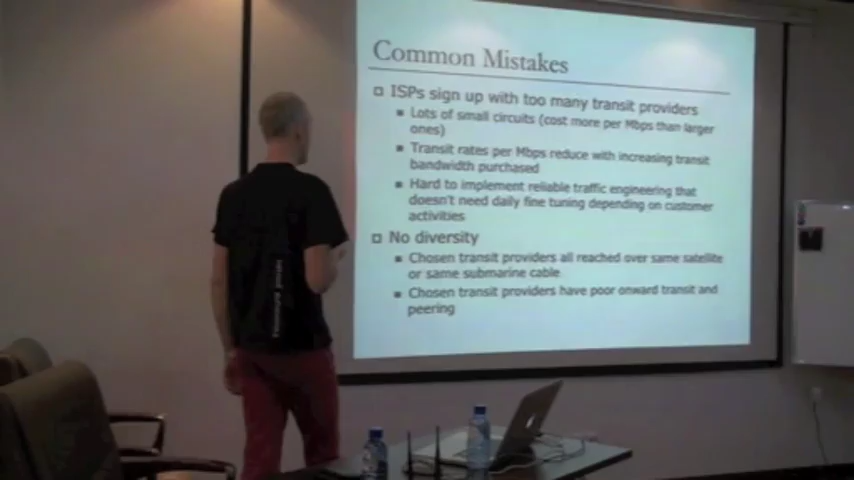 Common Mistakes
ISPs sign up with too many transit providers
Lots of small circuits (cost more per Mbps than larger
ones)
Transit rates per Mbps reduce with increasing transit
bandwidth purchased
Hard to implement reliable traffic engineering that
doesn't need daily fine tuning depending on customer
activities
No diversity
Chosen transit providers all reached over same satellite
or same submarine cable
Chosen transit providers have poor onward transit and
peering